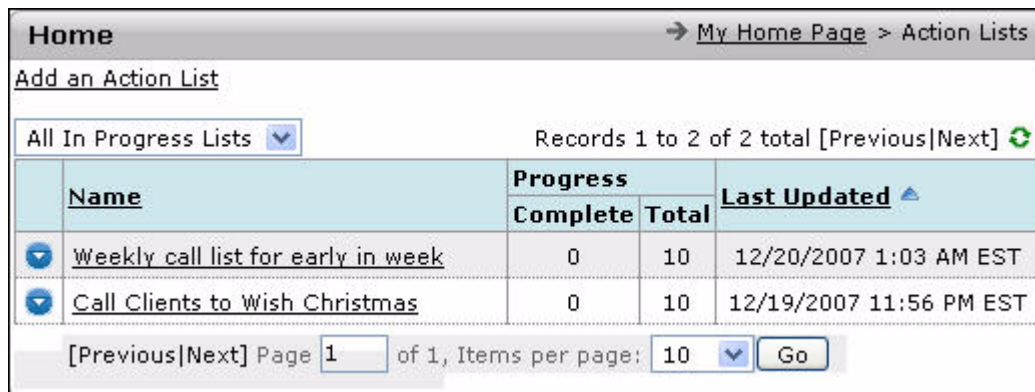 Home → My Home Page > Action Lists
Add an Action List
All In Progress Lists Records 1 to 2 of 2 total [Previous|Next]
Name Progress Last Updated
Complete Total
Weekly call list for early in week 0 10 12/20/2007 1:03 AM EST
Call Clients to Wish Christmas 0 10 12/19/2007 11:56 PM EST
[Previous|Next] Page 1 of 1, Items per page: 10 Go